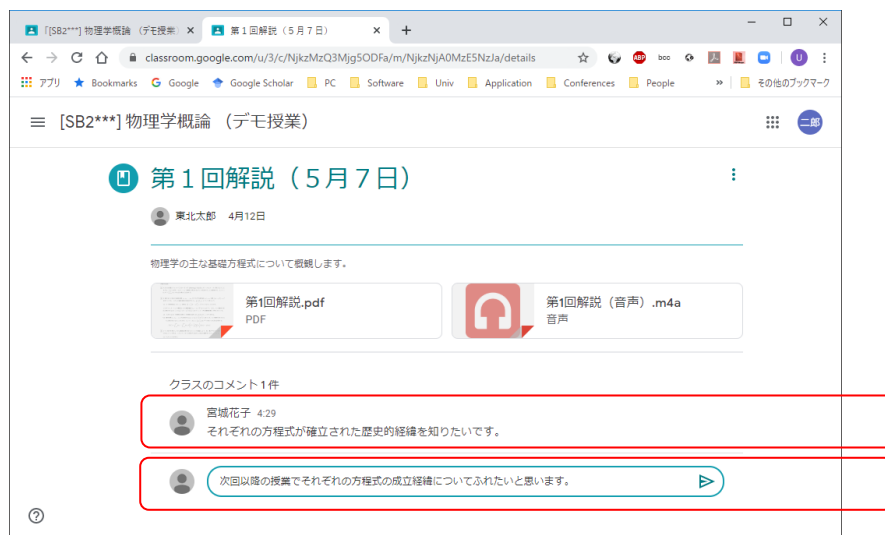 「[SB2***] 物理学概論 （デモ授業
第１回解説（５月７日）
classroom.google.com/u/3/c/NjkzMzQ3Mjg5ODFa/m/NjkzNjA0MzE5NzJa/details
ABP
boc
U
アプリ Bookmarks Google Google Scholar PC Software Univ Application Conferences People » その他のブックマーク
[SB2***] 物理学概論 （デモ授業）
二郎
第１回解説（５月７日）
東北太郎 4月12日
物理学の主な基礎方程式について概観します。
第1回解説.pdf
PDF
第1回解説（音声）.m4a
音声
クラスのコメント 1 件
宮城花子 4:29
それぞれの方程式が確立された歴史的経緯を知りたいです。
次回以降の授業でそれぞれの方程式の成立経緯についてふれたいと思います。